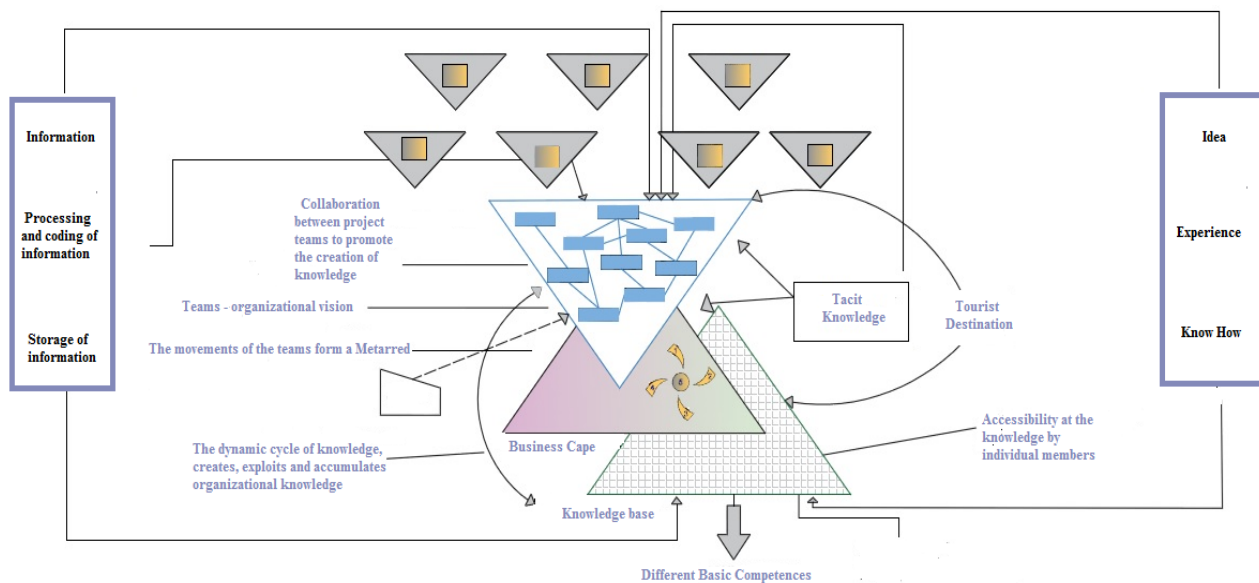 Information
Processing
and coding of
information
Storage of
information
Collaboration
between project
teams to promote
the creation of
knowledge
Teams - organizational vision
The movements of the teams form a Metarred
The dynamic cycle of knowledge,
creates, exploits and accumulates
organizational knowledge
Business Cape
Knowledge base
Different Basic Competences
Tacit
Knowledge
Tourist
Destination
Accessibility at the
knowledge by
individual members
Idea
Experience
Know How